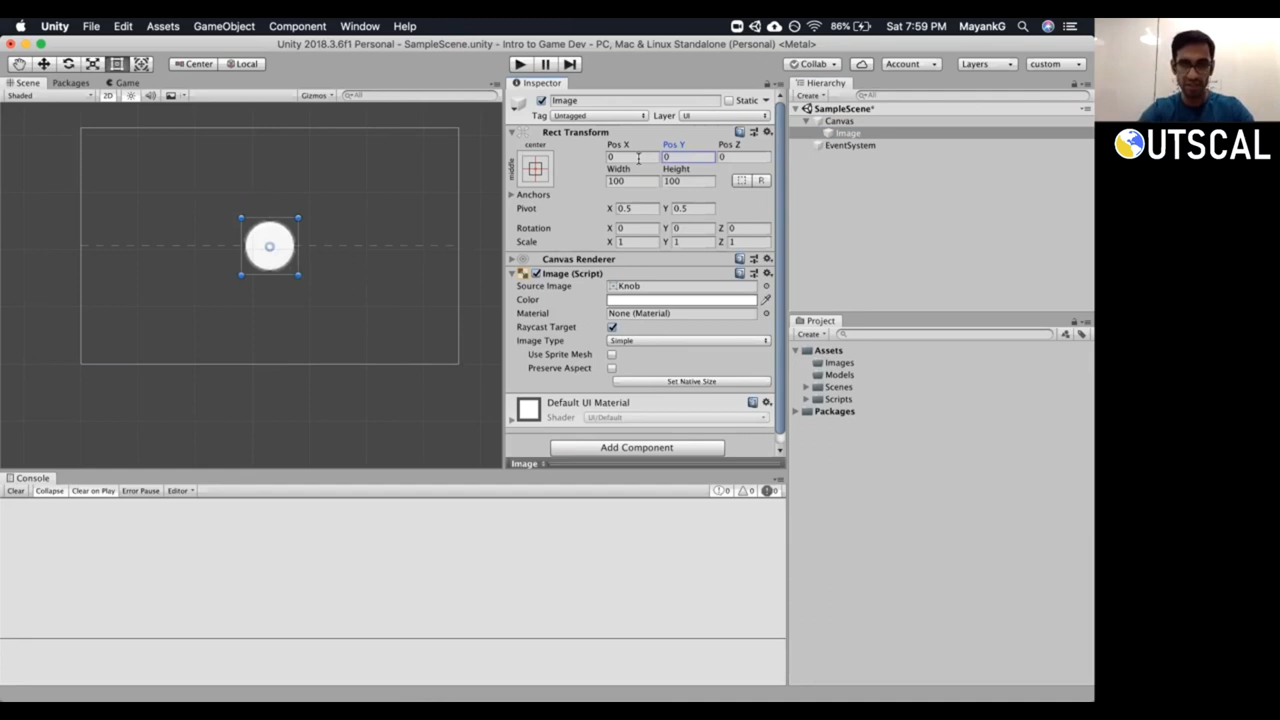 Unity File Edit Assets GameObject Component Window Help 86% Sat 7:59 PM MayankG
Unity 2018.3.6f1 Personal - SampleScene.unity - Intro to Game Dev - PC, Mac & Linux Standalone (Personal) <Metal>
Center Local Collab Account Layers custom
Scene Packages Game
Shaded 2D Gizmos All
Inspector
Image Static
Tag Untagged Layer UI
Rect Transform
center
middle
Pos X Pos Y Pos Z
0 0 0
Width Height
100 100 R
Anchors
Pivot X 0.5 Y 0.5
Rotation X 0 Y 0 Z 0
Scale X 1 Y 1 Z 1
Canvas Renderer
Image (Script)
Source Image Knob
Color
Material None (Material)
Raycast Target
Image Type Simple
Use Sprite Mesh
Preserve Aspect
Set Native Size
Default UI Material
Shader UI/Default
Add Component
Image
Hierarchy
Create All
SampleScene*
Canvas
Image
EventSystem
Project
Create
Assets
Images
Models
Scenes
Scripts
Packages
Console
Clear Collapse Clear on Play Error Pause Editor 0 0 0
OUTSCAL